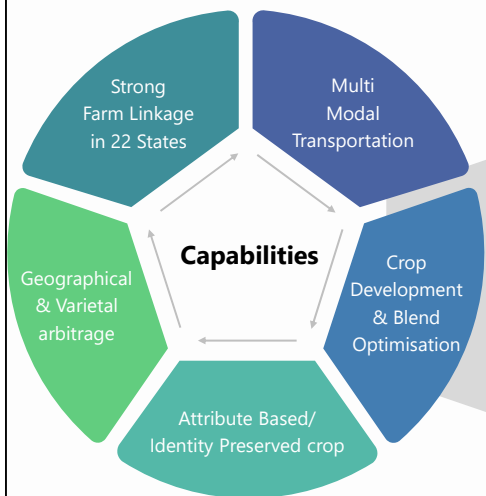 Strong
Farm Linkage
in 22 States
Multi
Modal
Transportation
Capabilities
Geographical
& Varietal
arbitrage
Crop
Development
& Blend
Optimisation
Attribute Based/
Identity Preserved crop